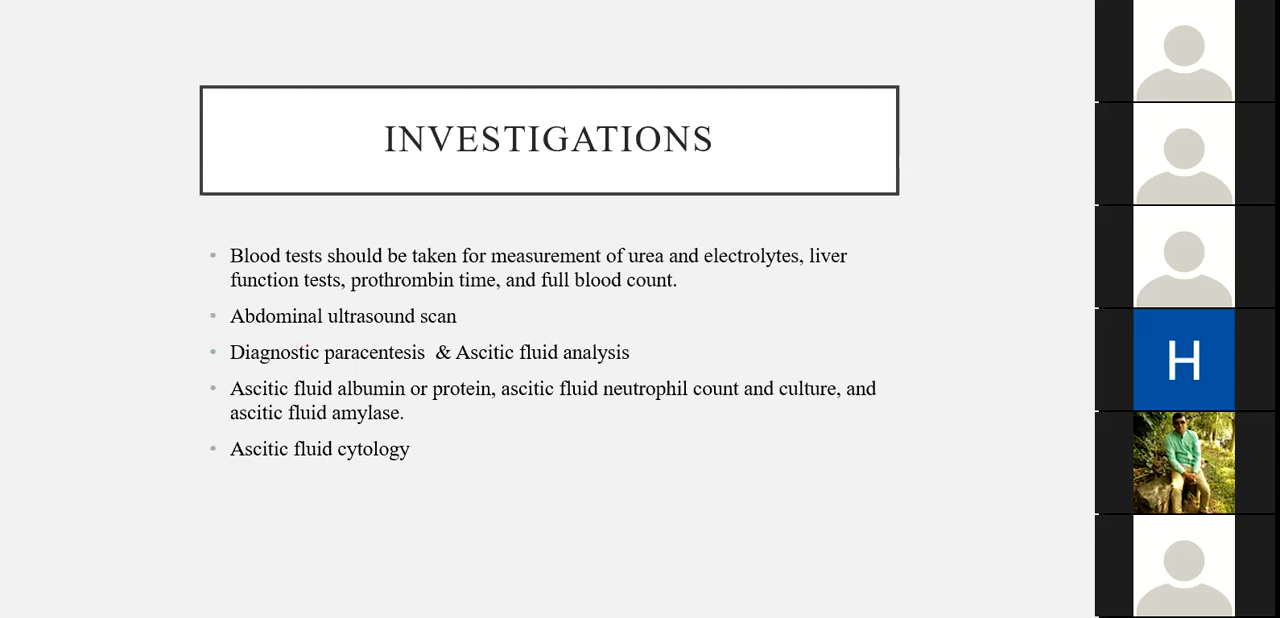 INVESTIGATIONS
• Blood tests should be taken for measurement of urea and electrolytes, liver
function tests, prothrombin time, and full blood count.
• Abdominal ultrasound scan
• Diagnostic paracentesis  & Ascitic fluid analysis
• Ascitic fluid albumin or protein, ascitic fluid neutrophil count and culture, and
ascitic fluid amylase.
• Ascitic fluid cytology
H